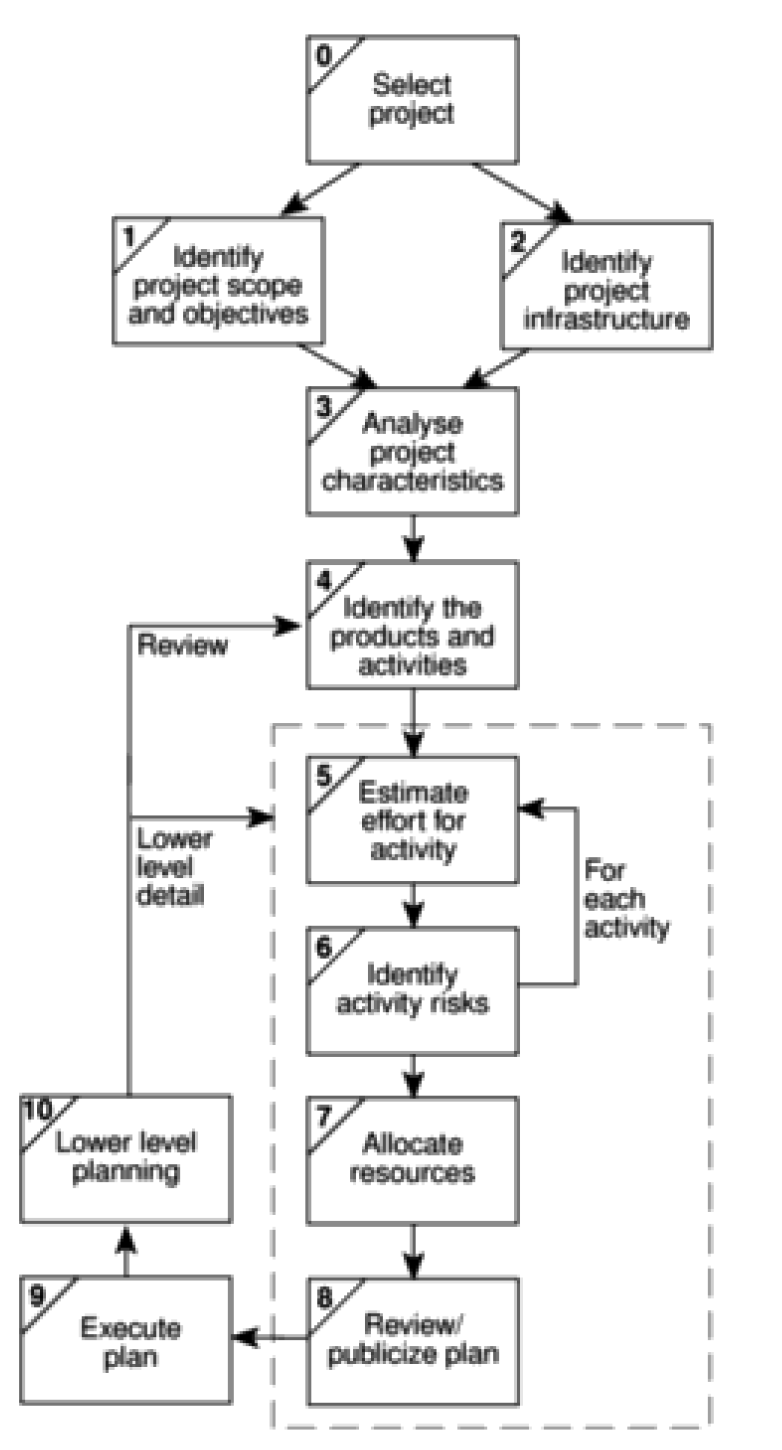 0
Select
project
1
Identify
project scope
and objectives
2
Identify
project
infrastructure
3
Analyse
project
characteristics
4
Identify the
products and
activities
Review
5
Estimate
effort for
activity
Lower
level
detail
For
each
activity
6
Identify
activity risks
7
Allocate
resources
10
Lower level
planning
8
Review/
publicize plan
9
Execute
plan